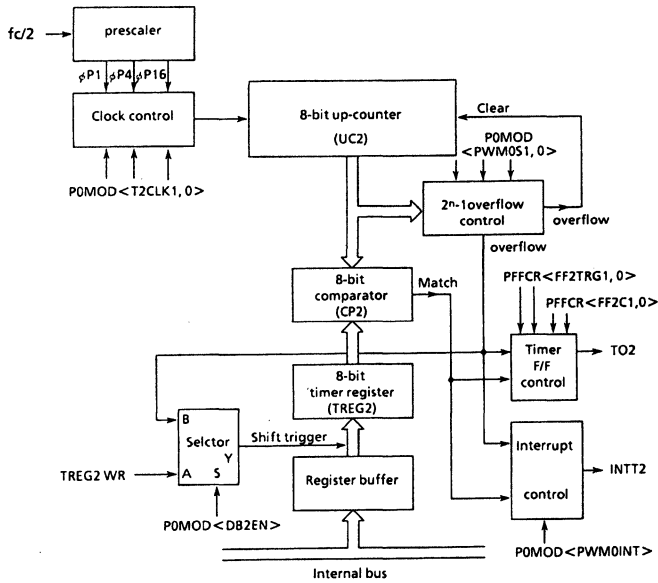 fc/2
prescaler
φP1 φP4 φP16
Clock control
P0MOD<T2CLK1, 0>
8-bit up-counter
(UC2)
Clear
P0MOD
<PWM0S1, 0>
2n-1overflow
control
overflow
overflow
8-bit
comparator
(CP2)
Match
PFFCR<FF2TRG1, 0>
PFFCR<FF2C1,0>
Timer
F/F
control
TO2
8-bit
timer register
(TREG2)
B
Selctor
Y
A S
Shift trigger
TREG2 WR
P0MOD<DB2EN>
Register buffer
Interrupt
control
INTT2
P0MOD<PWM0INT>
Internal bus